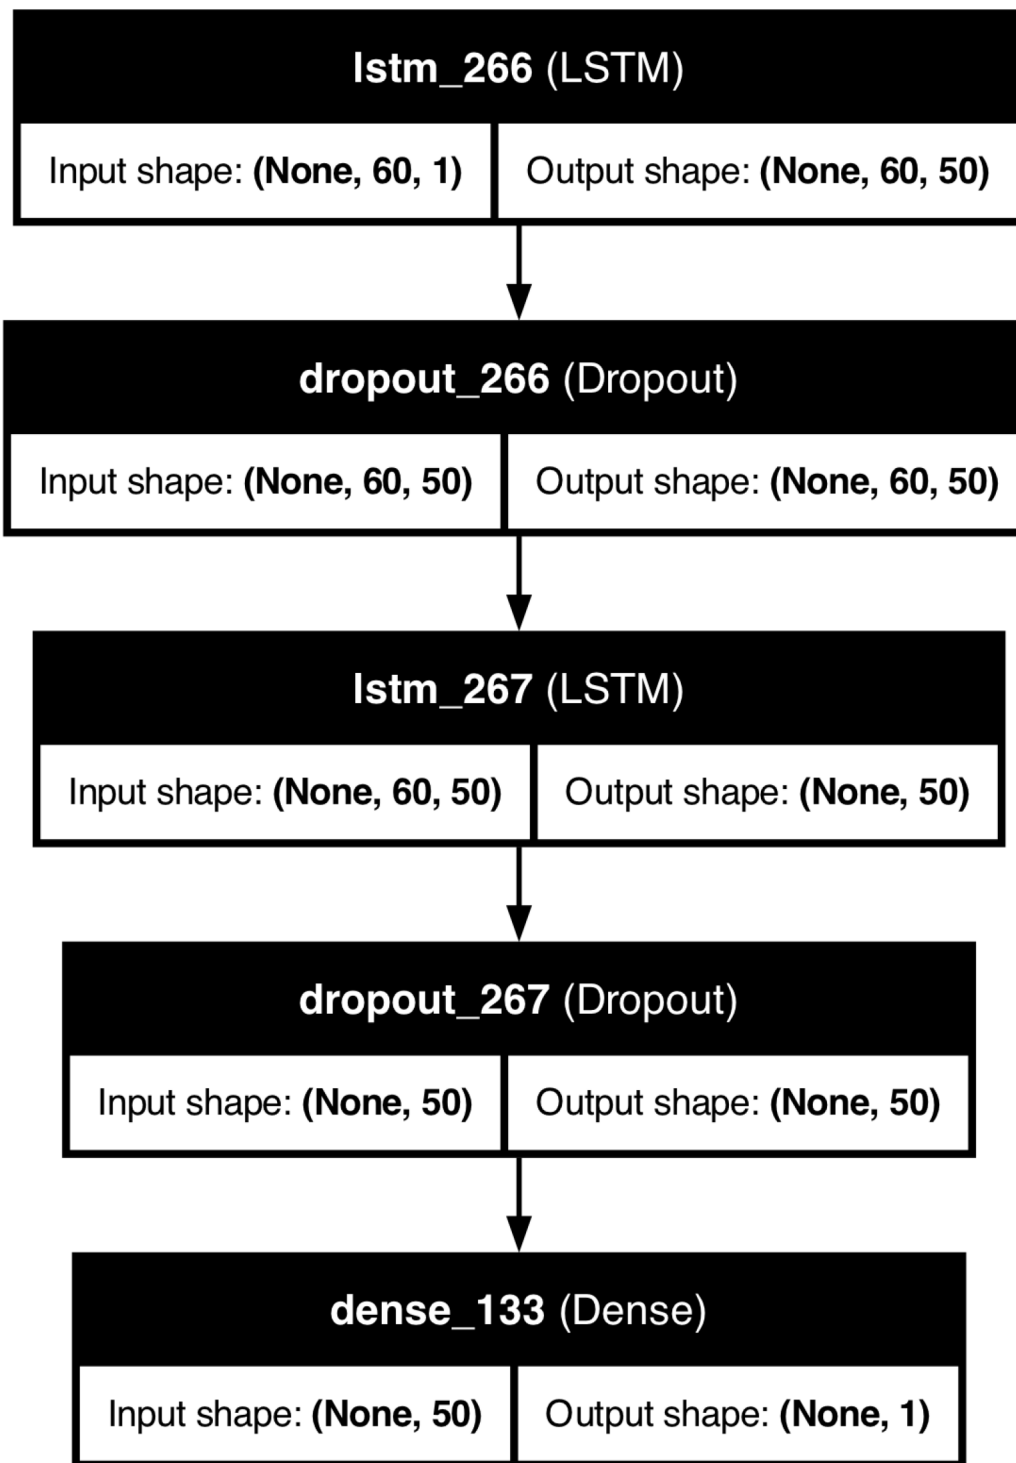 lstm_266 (LSTM)
Input shape: (None, 60, 1) Output shape: (None, 60, 50)
dropout_266 (Dropout)
Input shape: (None, 60, 50) Output shape: (None, 60, 50)
lstm_267 (LSTM)
Input shape: (None, 60, 50) Output shape: (None, 50)
dropout_267 (Dropout)
Input shape: (None, 50) Output shape: (None, 50)
dense_133 (Dense)
Input shape: (None, 50) Output shape: (None, 1)